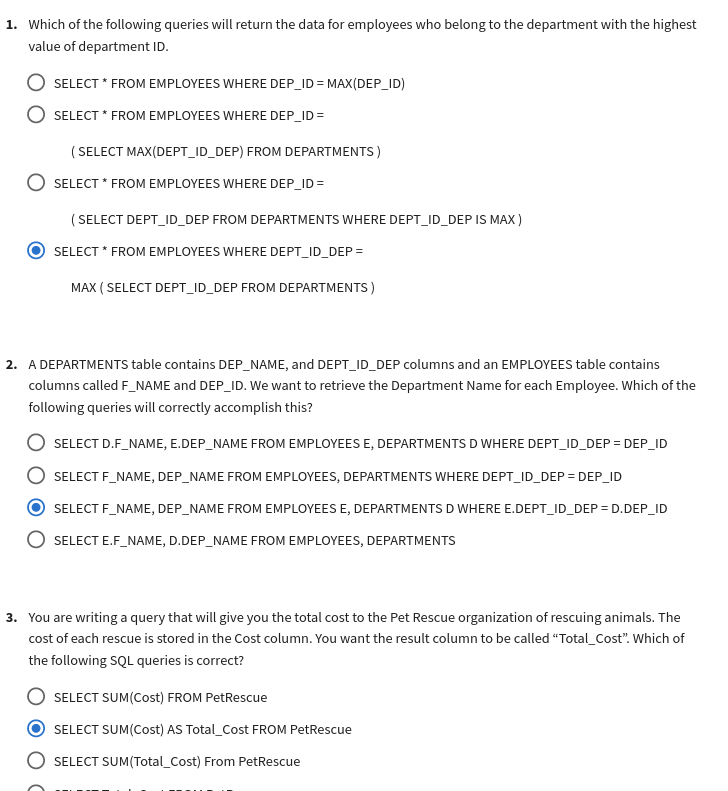 1. Which of the following queries will return the data for employees who belong to the department with the highest
value of department ID.
SELECT * FROM EMPLOYEES WHERE DEP_ID = MAX(DEP_ID)
SELECT * FROM EMPLOYEES WHERE DEP_ID =
( SELECT MAX(DEPT_ID_DEP) FROM DEPARTMENTS )
SELECT * FROM EMPLOYEES WHERE DEP_ID =
( SELECT DEPT_ID_DEP FROM DEPARTMENTS WHERE DEPT_ID_DEP IS MAX )
SELECT * FROM EMPLOYEES WHERE DEPT_ID_DEP =
MAX ( SELECT DEPT_ID_DEP FROM DEPARTMENTS )
2. A DEPARTMENTS table contains DEP_NAME, and DEPT_ID_DEP columns and an EMPLOYEES table contains
columns called F_NAME and DEP_ID. We want to retrieve the Department Name for each Employee. Which of the
following queries will correctly accomplish this?
SELECT D.F_NAME, E.DEP_NAME FROM EMPLOYEES E, DEPARTMENTS D WHERE DEPT_ID_DEP = DEP_ID
SELECT F_NAME, DEP_NAME FROM EMPLOYEES, DEPARTMENTS WHERE DEPT_ID_DEP = DEP_ID
SELECT F_NAME, DEP_NAME FROM EMPLOYEES E, DEPARTMENTS D WHERE E.DEPT_ID_DEP = D.DEP_ID
SELECT E.F_NAME, D.DEP_NAME FROM EMPLOYEES, DEPARTMENTS
3. You are writing a query that will give you the total cost to the Pet Rescue organization of rescuing animals. The
cost of each rescue is stored in the Cost column. You want the result column to be called “Total_Cost”. Which of
the following SQL queries is correct?
SELECT SUM(Cost) FROM PetRescue
SELECT SUM(Cost) AS Total_Cost FROM PetRescue
SELECT SUM(Total_Cost) From PetRescue